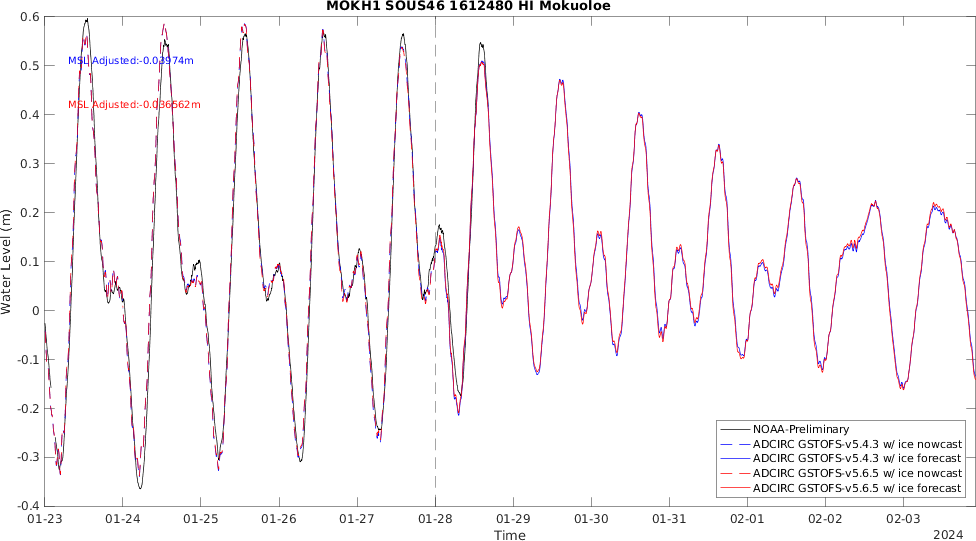 MOKH1 SOUS46 1612480 HI Mokuoloe
0.6
0.5
0.4
0.3
0.2
0.1
0
-0.1
-0.2
-0.3
-0.4
Water Level (m)
MSL Adjusted:-0.03974m
MSL Adjusted:-0.036562m
NOAA-Preliminary
ADCIRC GSTOFS-v5.4.3 w/ ice nowcast
ADCIRC GSTOFS-v5.4.3 w/ ice forecast
ADCIRC GSTOFS-v5.6.5 w/ ice nowcast
ADCIRC GSTOFS-v5.6.5 w/ ice forecast
01-23 01-24 01-25 01-26 01-27 01-28 01-29 01-30 01-31 02-01 02-02 02-03
Time
2024